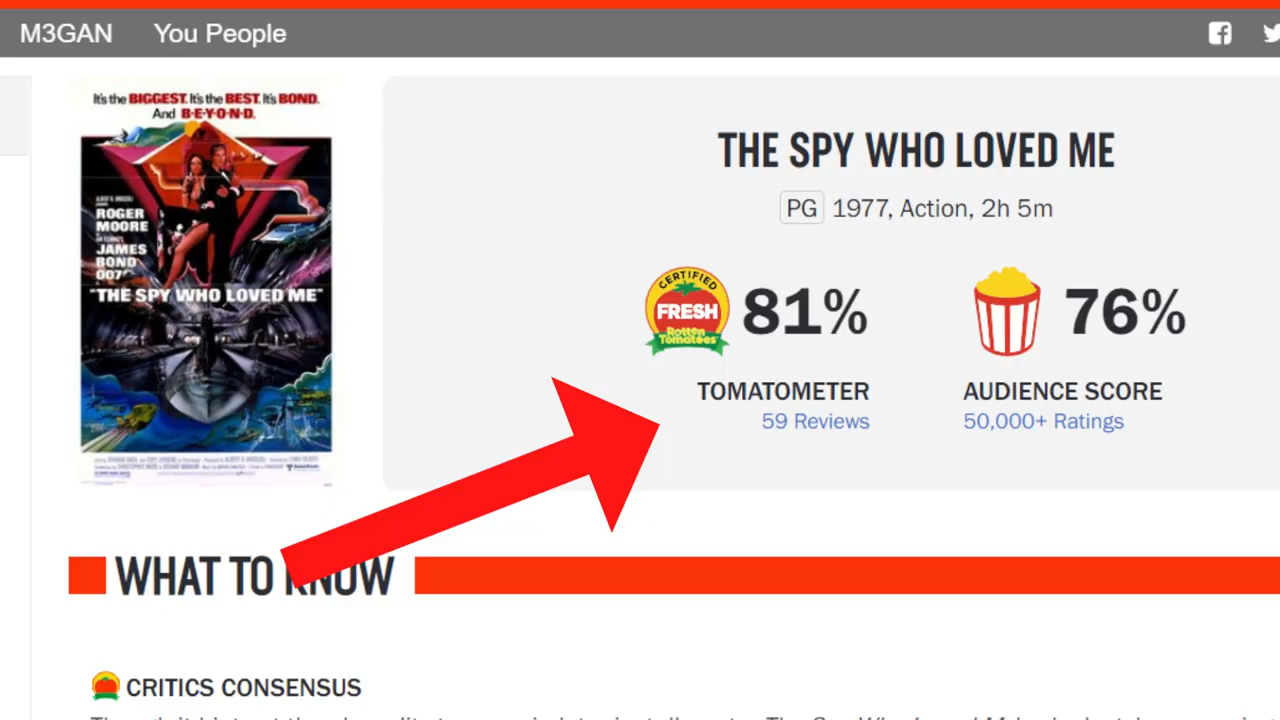 M3GAN You People
It's the BIGGEST. It's the BEST. It's BOND.
And B·E·Y·O·N·D.
ROGER
MOORE
JAMES
BOND
007
"THE SPY WHO LOVED ME"
THE SPY WHO LOVED ME
PG 1977, Action, 2h 5m
CERTIFIED
FRESH
Rotten
Tomatoes
81% 76%
TOMATOMETER AUDIENCE SCORE
59 Reviews 50,000+ Ratings
WHAT TO KNOW
CRITICS CONSENSUS